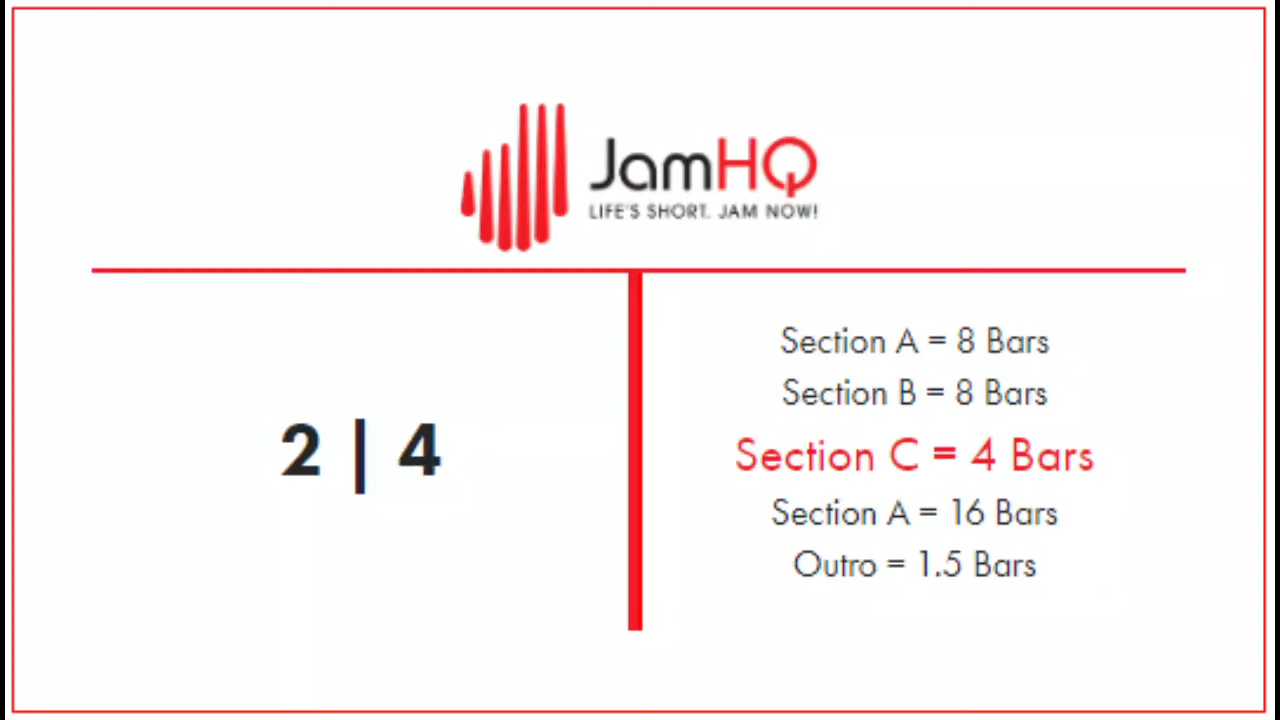 JamHQ
LIFE'S SHORT. JAM NOW!
2 | 4
Section A = 8 Bars
Section B = 8 Bars
Section C = 4 Bars
Section A = 16 Bars
Outro = 1.5 Bars